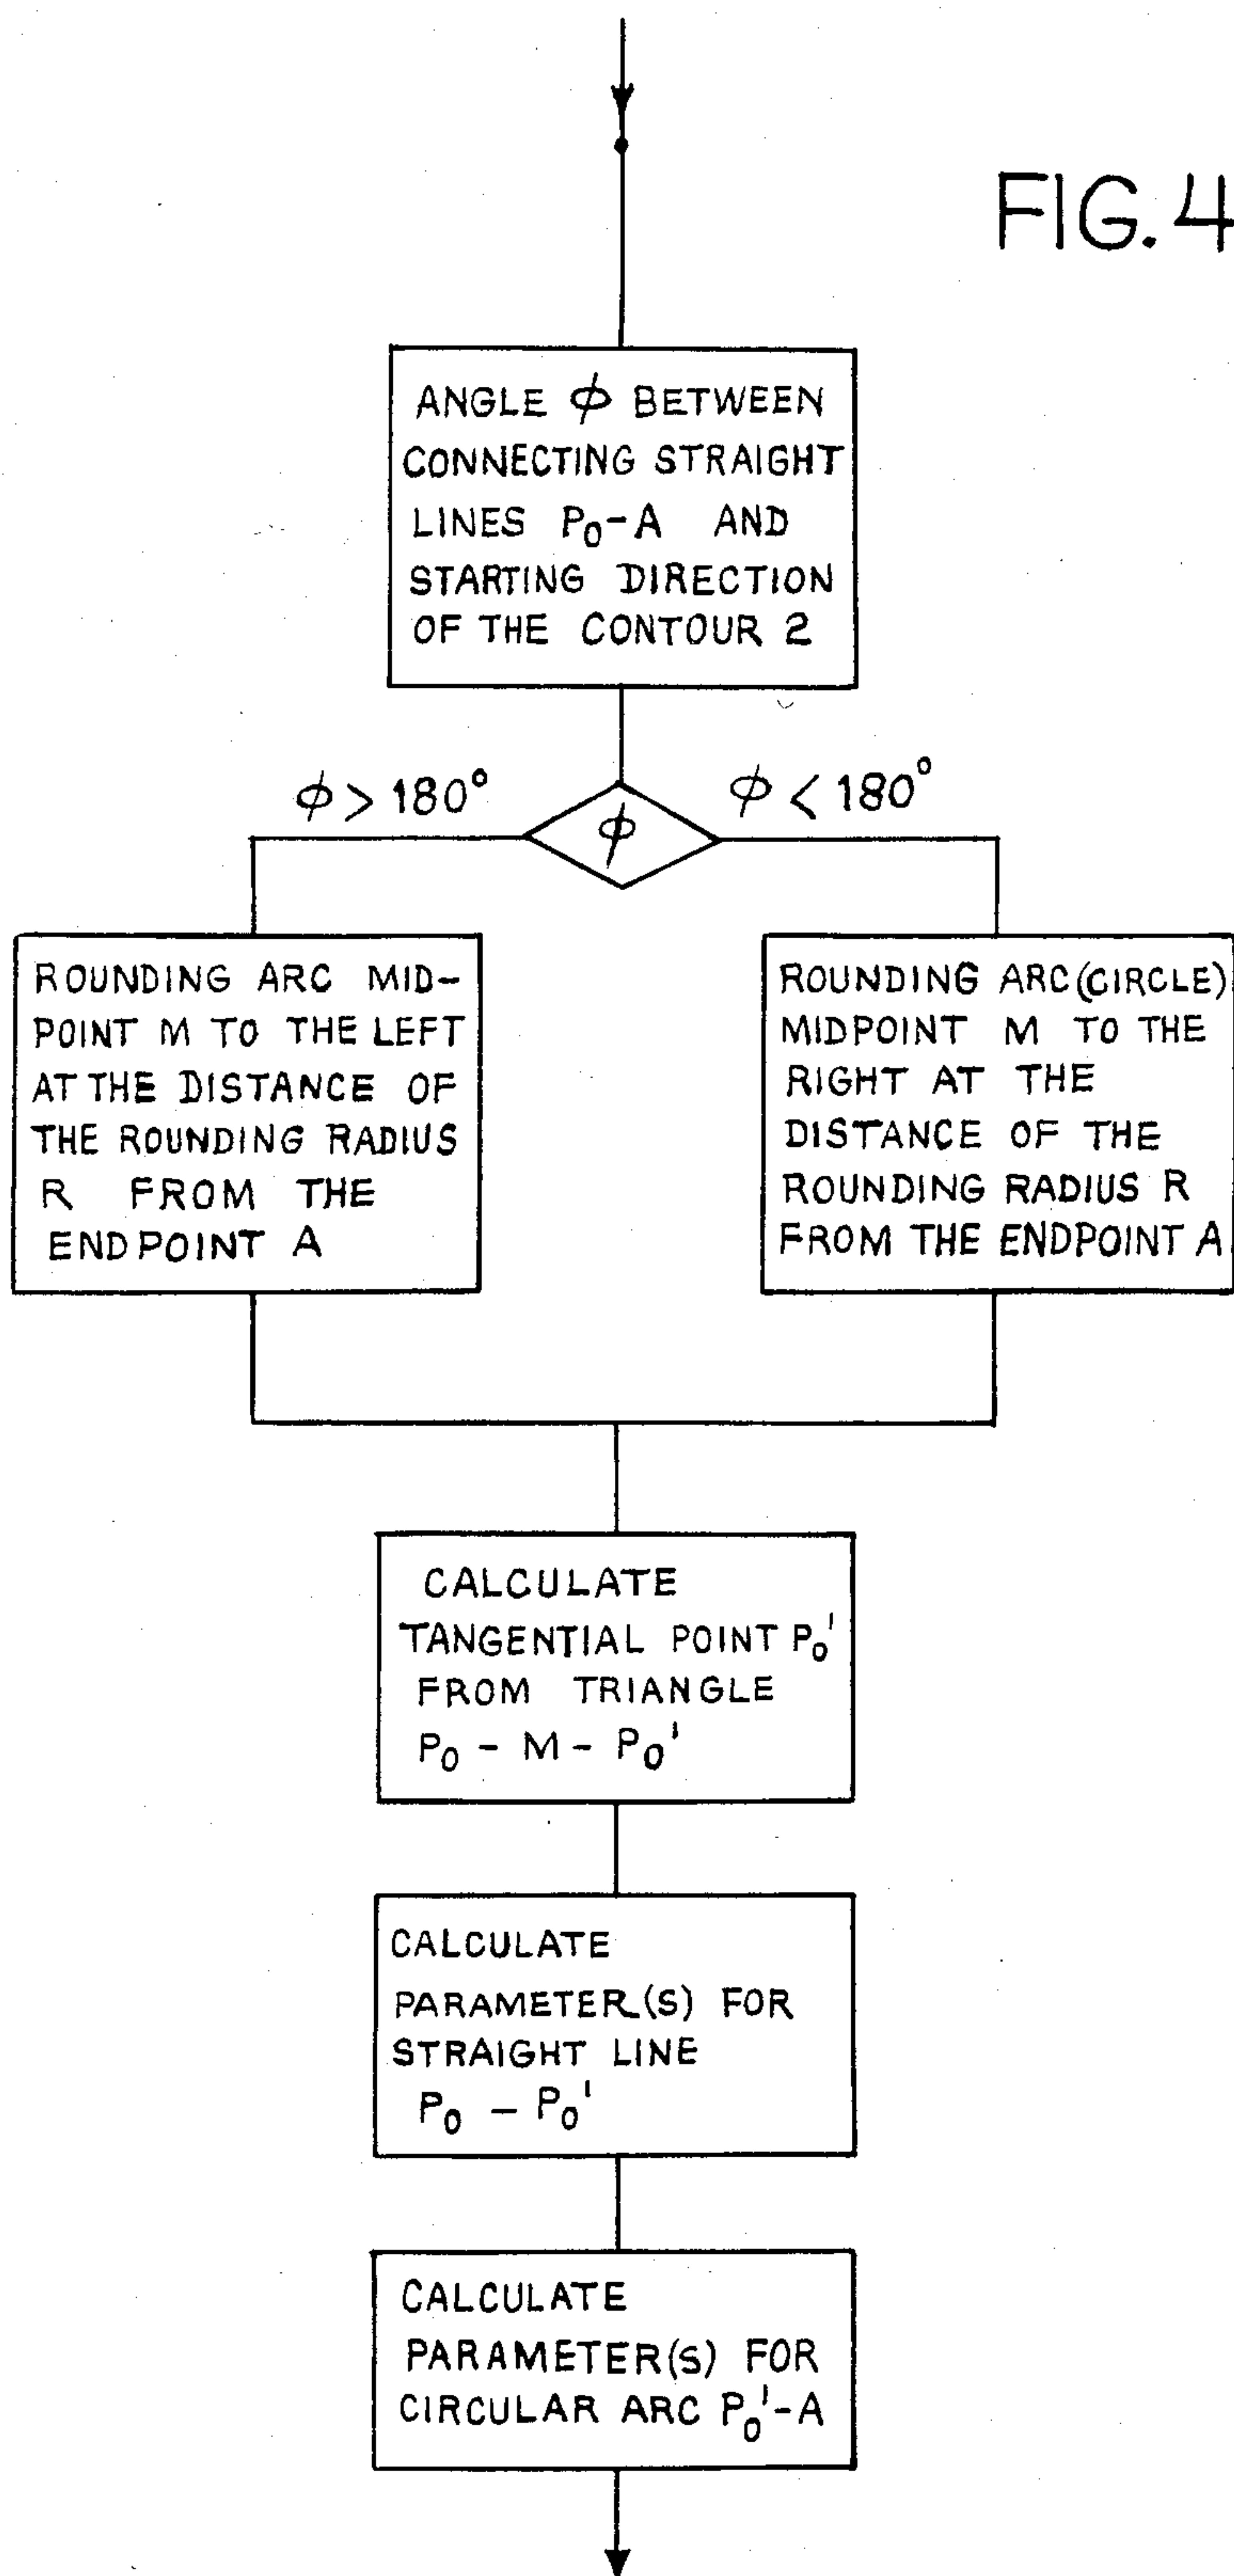 FIG. 4
ANGLE ϕ BETWEEN
CONNECTING STRAIGHT
LINES P₀-A AND
STARTING DIRECTION
OF THE CONTOUR 2
ϕ > 180°
ϕ < 180°
ϕ
ROUNDING ARC MID-
POINT M TO THE LEFT
AT THE DISTANCE OF
THE ROUNDING RADIUS
R FROM THE
ENDPOINT A
ROUNDING ARC (CIRCLE)
MIDPOINT M TO THE
RIGHT AT THE
DISTANCE OF THE
ROUNDING RADIUS R
FROM THE ENDPOINT A
CALCULATE
TANGENTIAL POINT P₀'
FROM TRIANGLE
P₀ - M - P₀'
CALCULATE
PARAMETER(S) FOR
STRAIGHT LINE
P₀ - P₀'
CALCULATE
PARAMETER(S) FOR
CIRCULAR ARC P₀'-A